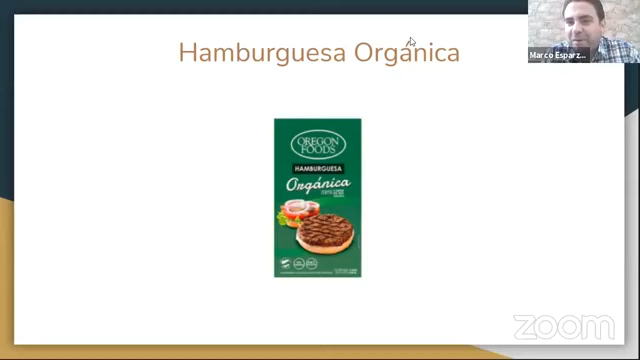 Hamburguesa Orgánica
Marco Esparz...
OREGON
FOODS
HAMBURGUESA
Orgánica
zoom